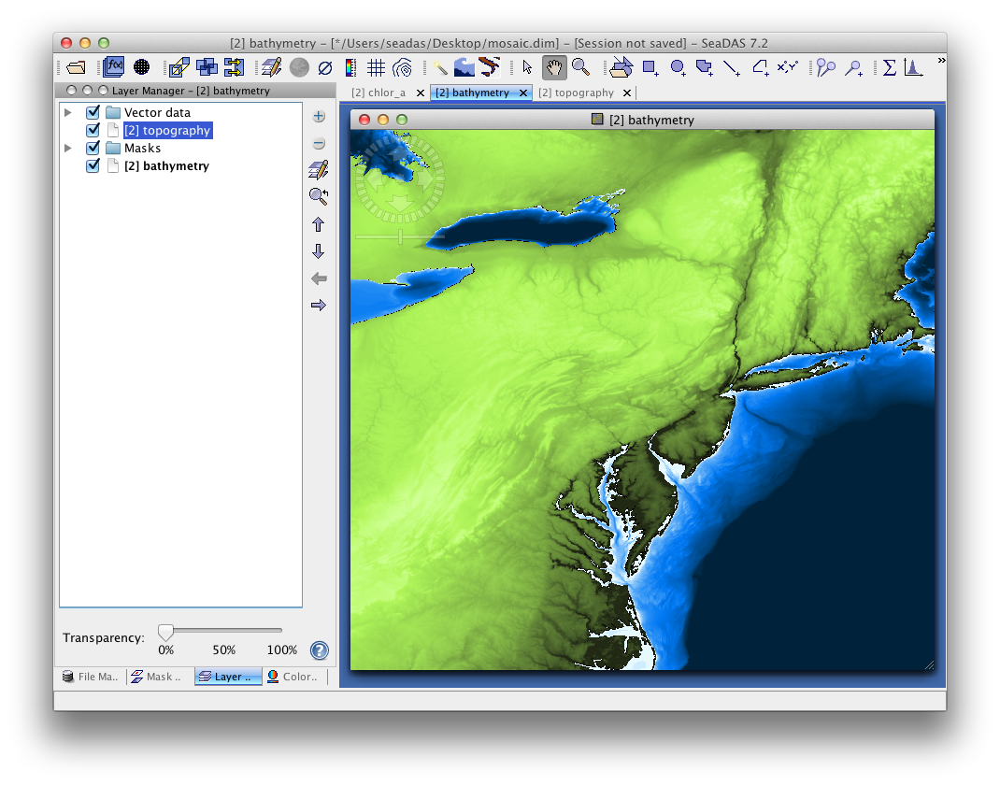 [2] bathymetry – [*/Users/seadas/Desktop/mosaic.dim] – [Session not saved] – SeaDAS 7.2
f(x)
X,Y
Σ
»
Layer Manager – [2] bathymetry
[2] chlor_a
[2] bathymetry
[2] topography
Vector data
[2] topography
Masks
[2] bathymetry
[2] bathymetry
Transparency:
0% 50% 100%
?
File Ma..
Mask ..
Layer ..
Color..